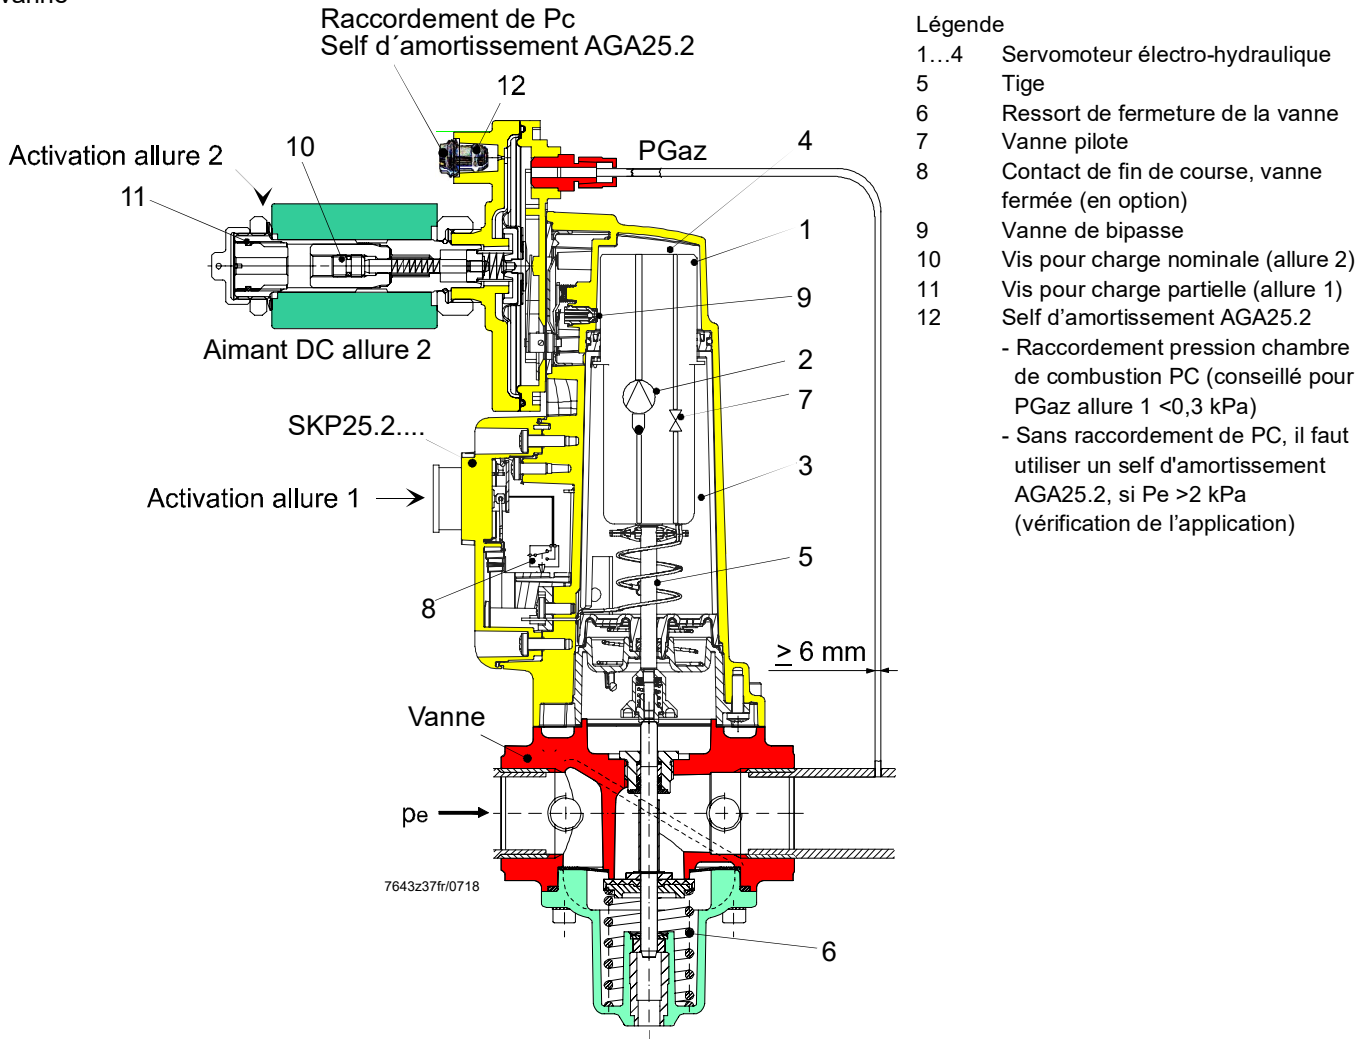 vanne
Raccordement de Pc
Self d´amortissement AGA25.2
12
Activation allure 2
10
11
PGaz
4
1
9
Aimant DC allure 2
2
7
SKP25.2....
3
Activation allure 1
5
8
≥ 6 mm
Vanne
pe
7643z37fr/0718
6
Légende
1…4 Servomoteur électro-hydraulique
5 Tige
6 Ressort de fermeture de la vanne
7 Vanne pilote
8 Contact de fin de course, vanne
fermée (en option)
9 Vanne de bipasse
10 Vis pour charge nominale (allure 2)
11 Vis pour charge partielle (allure 1)
12 Self d’amortissement AGA25.2
- Raccordement pression chambre
de combustion PC (conseillé pour
PGaz allure 1 <0,3 kPa)
- Sans raccordement de PC, il faut
utiliser un self d'amortissement
AGA25.2, si Pe >2 kPa
(vérification de l’application)